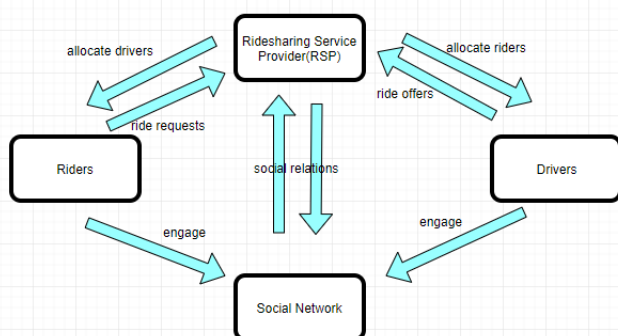 Ridesharing Service
Provider(RSP)
allocate drivers
allocate riders
ride offers
ride requests
Riders
social relations
Drivers
engage
engage
Social Network